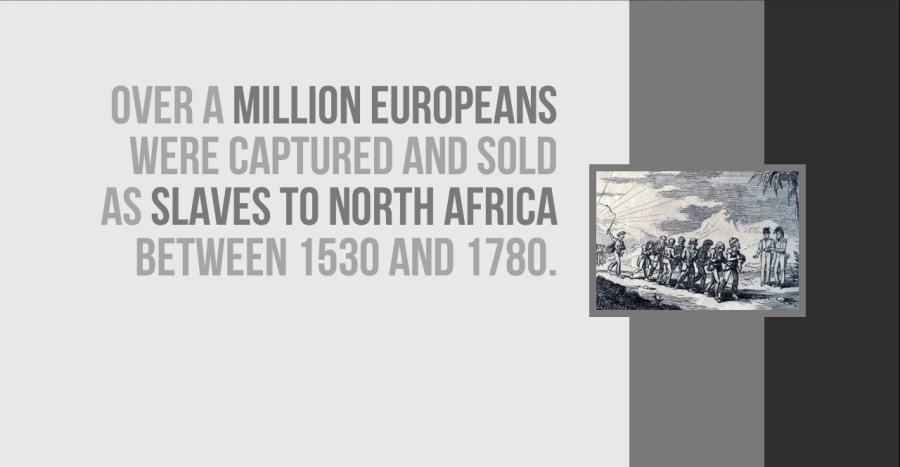 OVER A MILLION EUROPEANS
WERE CAPTURED AND SOLD
AS SLAVES TO NORTH AFRICA
BETWEEN 1530 AND 1780.